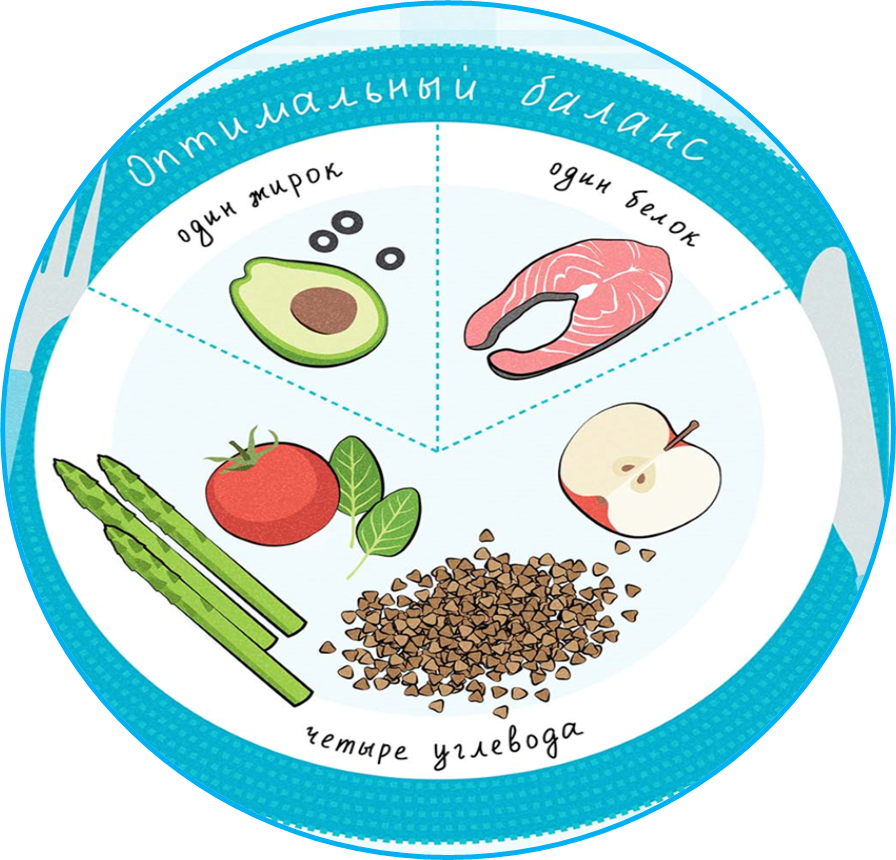 Оптимальный баланс
один жирок
один белок
четыре углевода